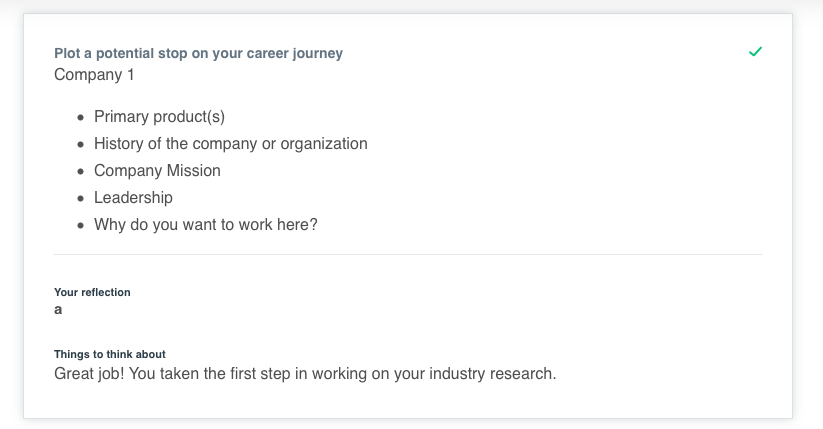 Plot a potential stop on your career journey
Company 1
• Primary product(s)
• History of the company or organization
• Company Mission
• Leadership
• Why do you want to work here?
Your reflection
a
Things to think about
Great job! You taken the first step in working on your industry research.